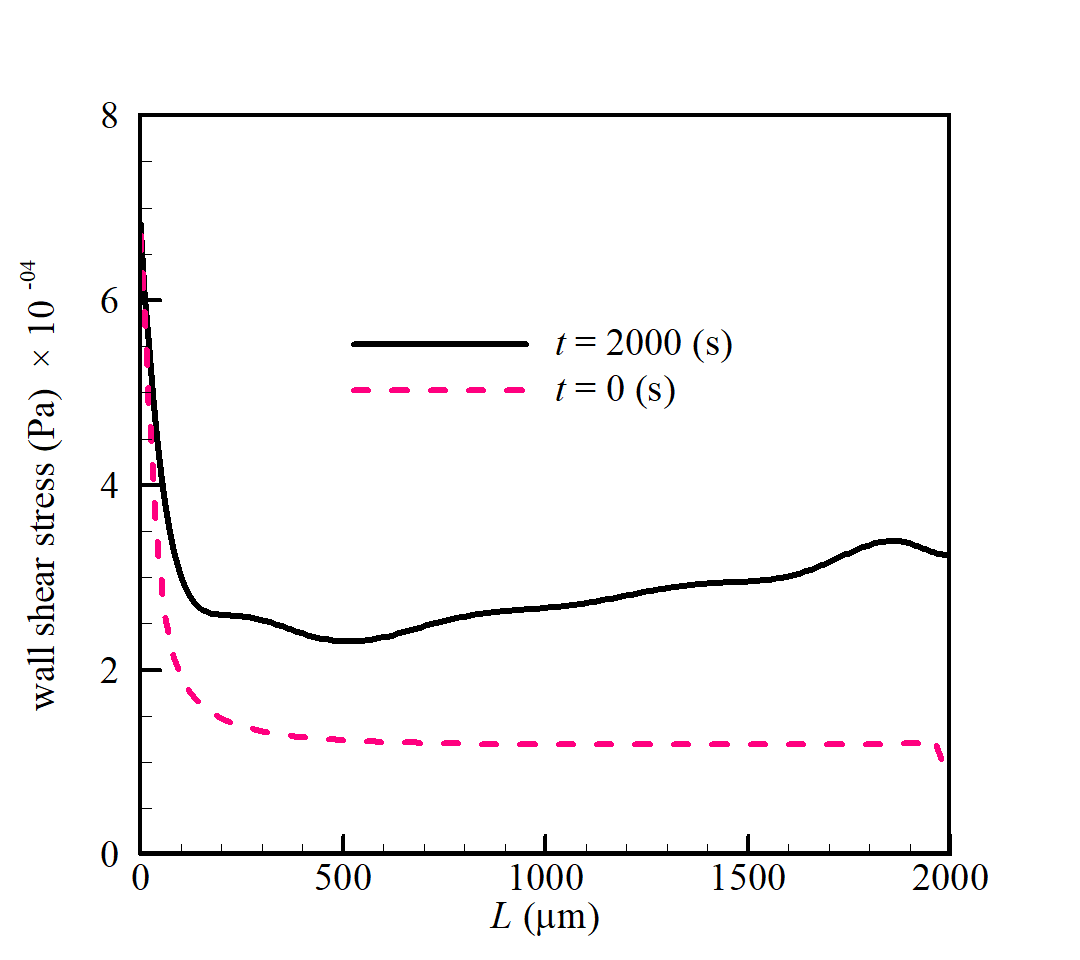 8
6
4
2
0
wall shear stress (Pa) × 10 -04
t = 2000 (s)
t = 0 (s)
0 500 1000 1500 2000
L (μm)